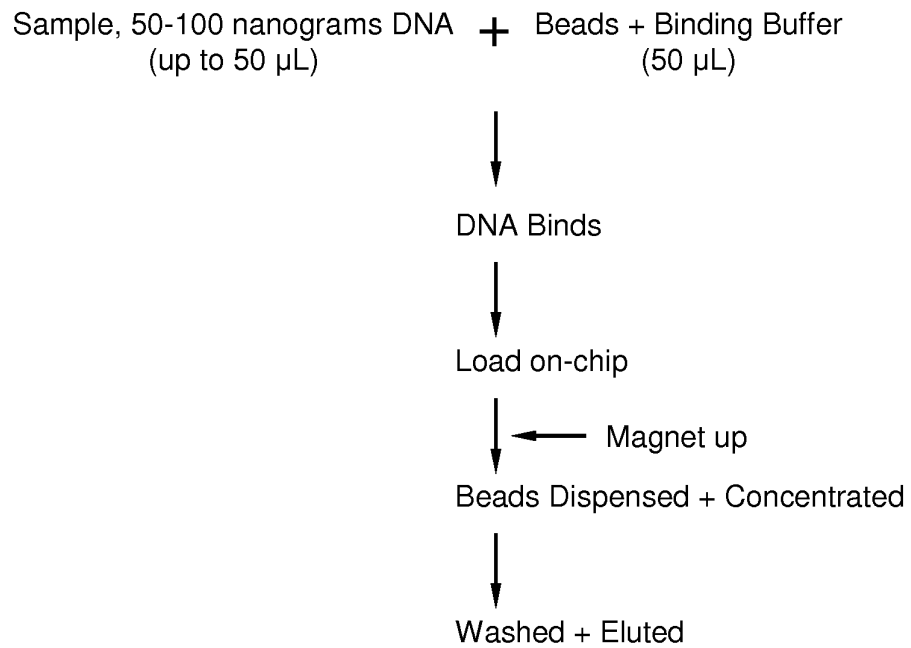 Sample, 50-100 nanograms DNA + Beads + Binding Buffer
(up to 50 µL) (50 µL)
DNA Binds
Load on-chip
Magnet up
Beads Dispensed + Concentrated
Washed + Eluted